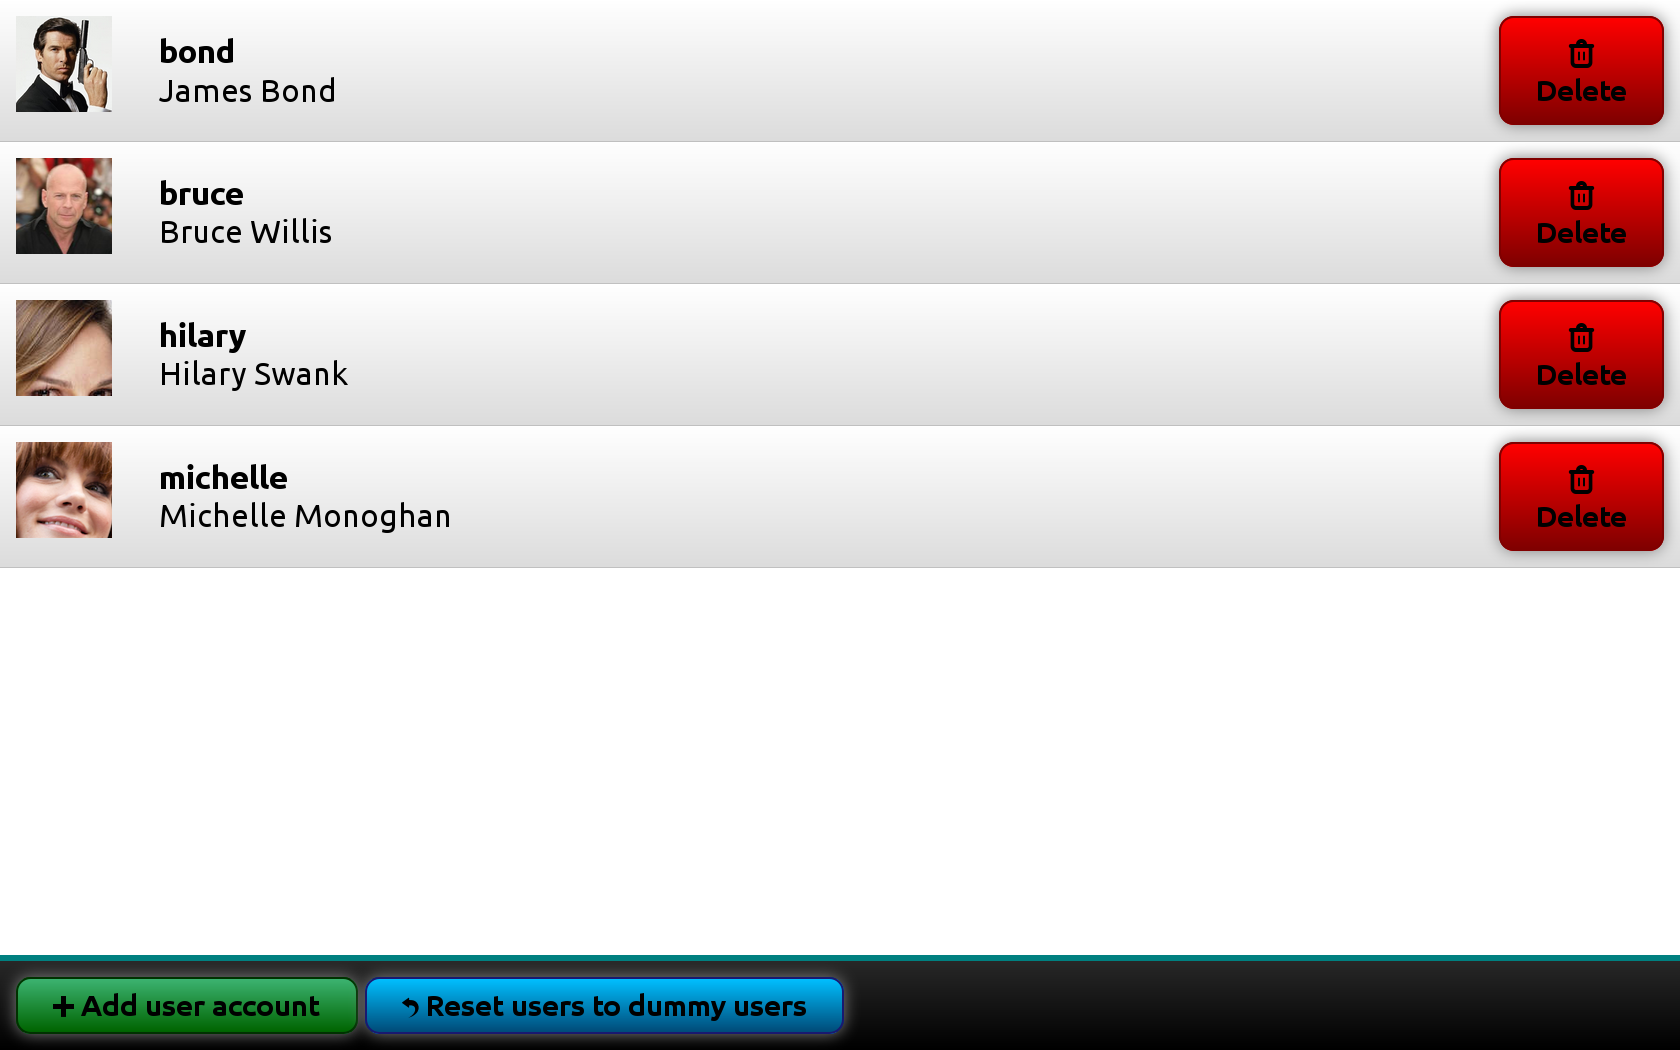 bond
James Bond
Delete
bruce
Bruce Willis
Delete
hilary
Hilary Swank
Delete
michelle
Michelle Monoghan
Delete
Add user account
Reset users to dummy users